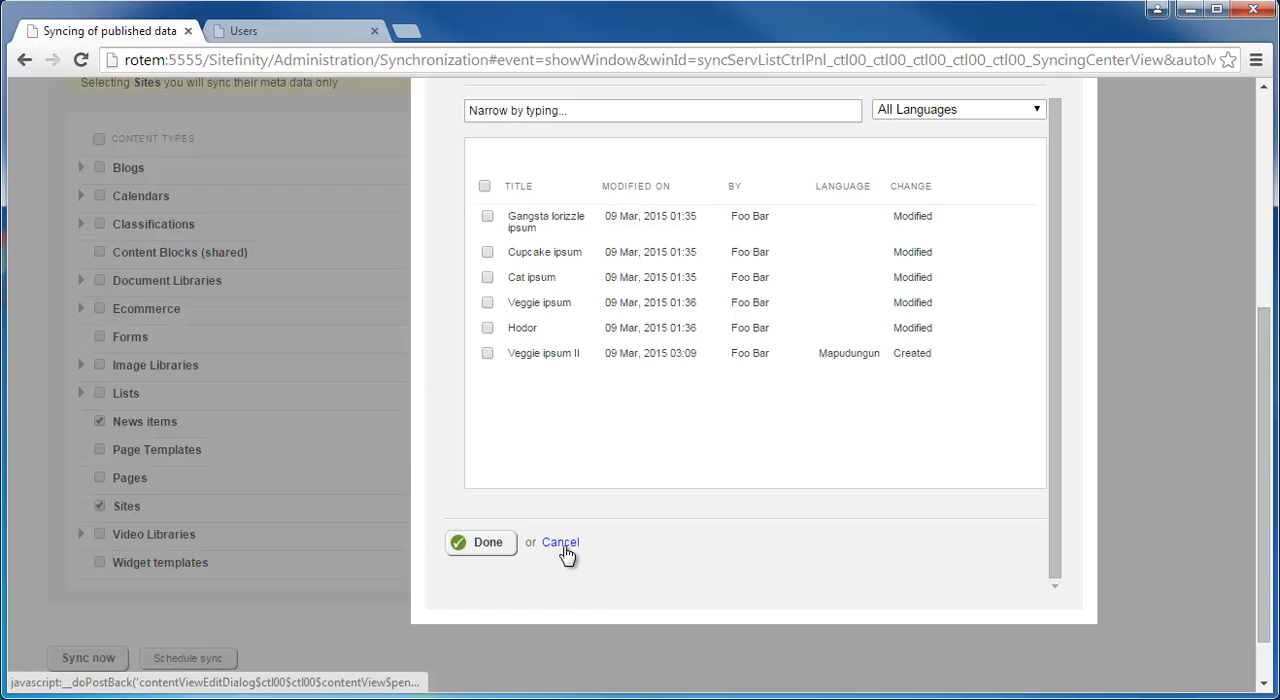 Syncing of published data
Users
rotem:5555/Sitefinity/Administration/Synchronization#event=showWindow&winId=syncServListCtrlPnl_ctl00_ctl00_ctl00_ctl00_ctl00_SyncingCenterView&autoM
Selecting Sites you will sync their meta data only
CONTENT TYPES
Blogs
Calendars
Classifications
Content Blocks (shared)
Document Libraries
Ecommerce
Forms
Image Libraries
Lists
News items
Page Templates
Pages
Sites
Video Libraries
Widget templates
Sync now Schedule sync
Narrow by typing... All Languages
TITLE MODIFIED ON BY LANGUAGE CHANGE
Gangsta lorizzle 09 Mar, 2015 01:35 Foo Bar Modified
ipsum
Cupcake ipsum 09 Mar, 2015 01:35 Foo Bar Modified
Cat ipsum 09 Mar, 2015 01:35 Foo Bar Modified
Veggie ipsum 09 Mar, 2015 01:36 Foo Bar Modified
Hodor 09 Mar, 2015 01:36 Foo Bar Modified
Veggie ipsum II 09 Mar, 2015 03:09 Foo Bar Mapudungun Created
Done or Cancel
javascript:__doPostBack('contentViewEditDialog$ctl00$ctl00$contentView$pen...